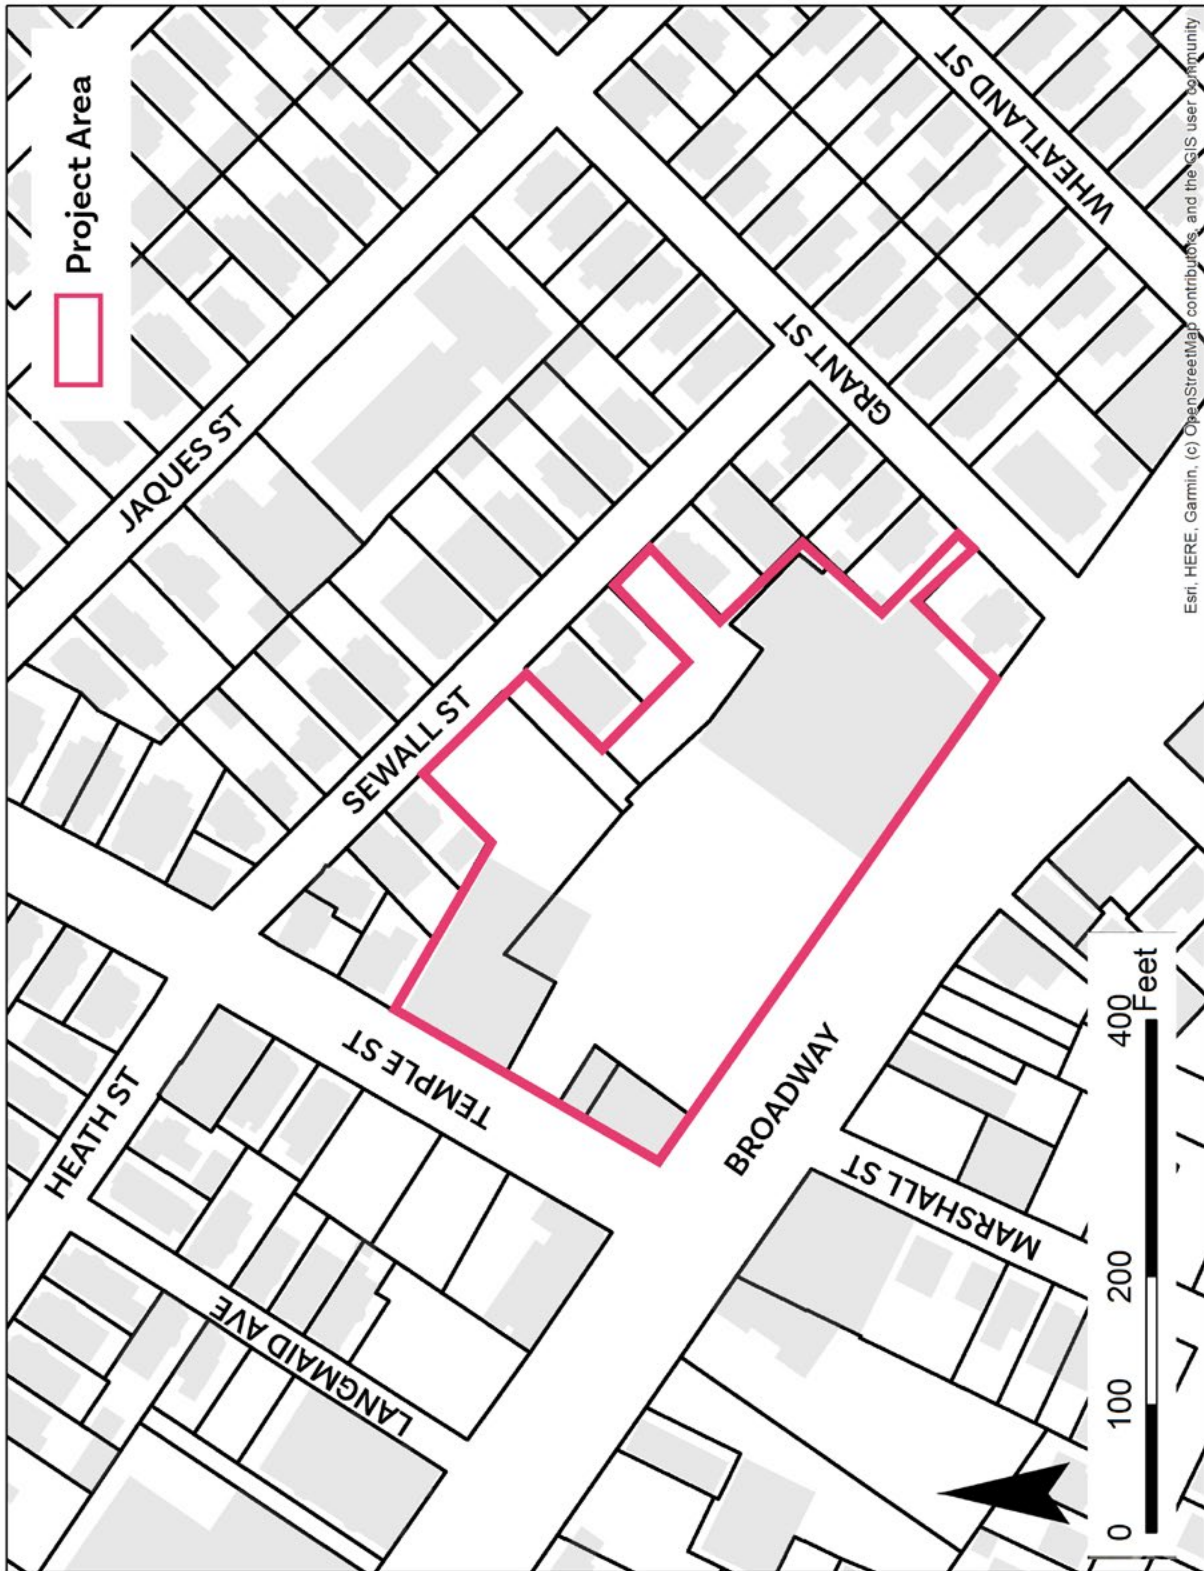 Project Area
JAQUES ST
WHEATLAND ST
GRANT ST
SEWALL ST
TEMPLE ST
HEATH ST
BROADWAY
MARSHALL ST
LANGMAID AVE
0 100 200 400
Feet
Esri, HERE, Garmin, (c) OpenStreetMap contributors, and the GIS user community